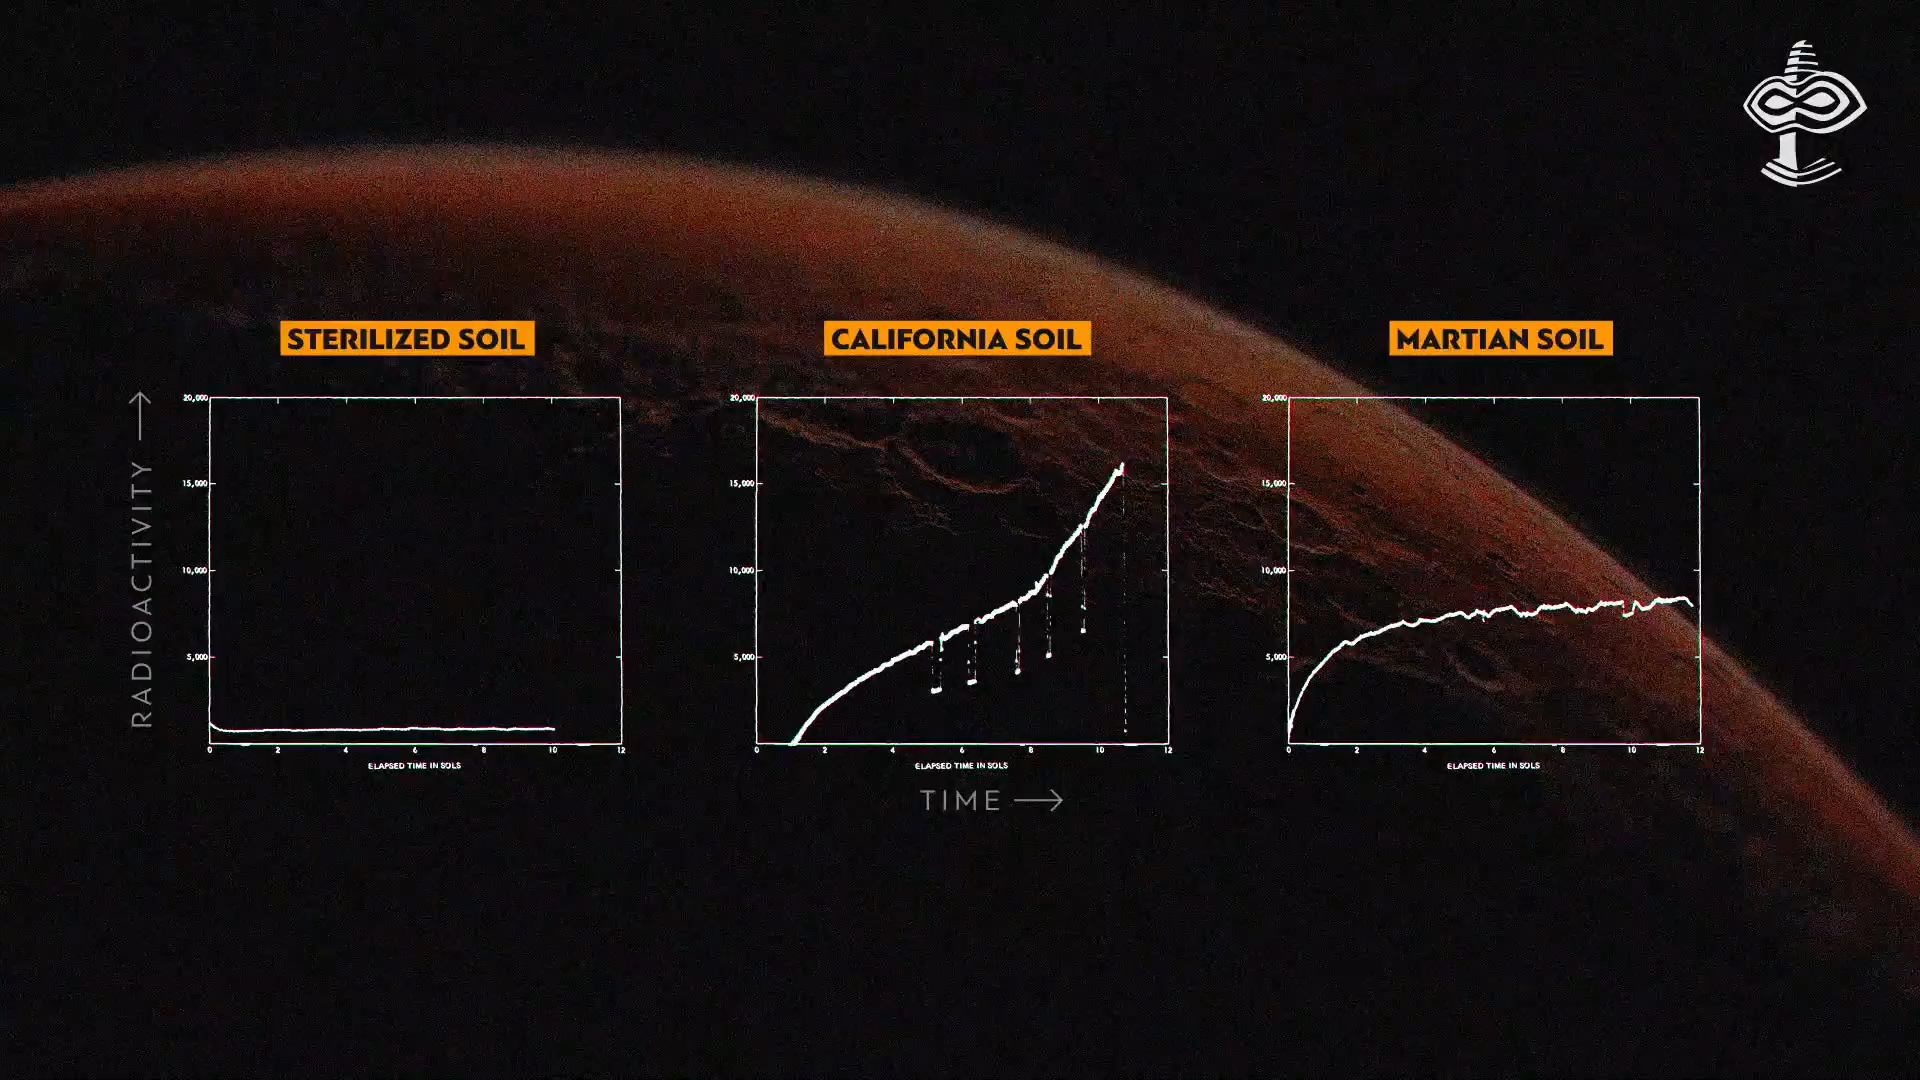 STERILIZED SOIL
CALIFORNIA SOIL
MARTIAN SOIL
RADIOACTIVITY
20,000
15,000
10,000
5,000
0 2 4 6 8 10 12
ELAPSED TIME IN SOLS
20,000
15,000
10,000
5,000
0 2 4 6 8 10 12
ELAPSED TIME IN SOLS
20,000
15,000
10,000
5,000
0 2 4 6 8 10 12
ELAPSED TIME IN SOLS
TIME